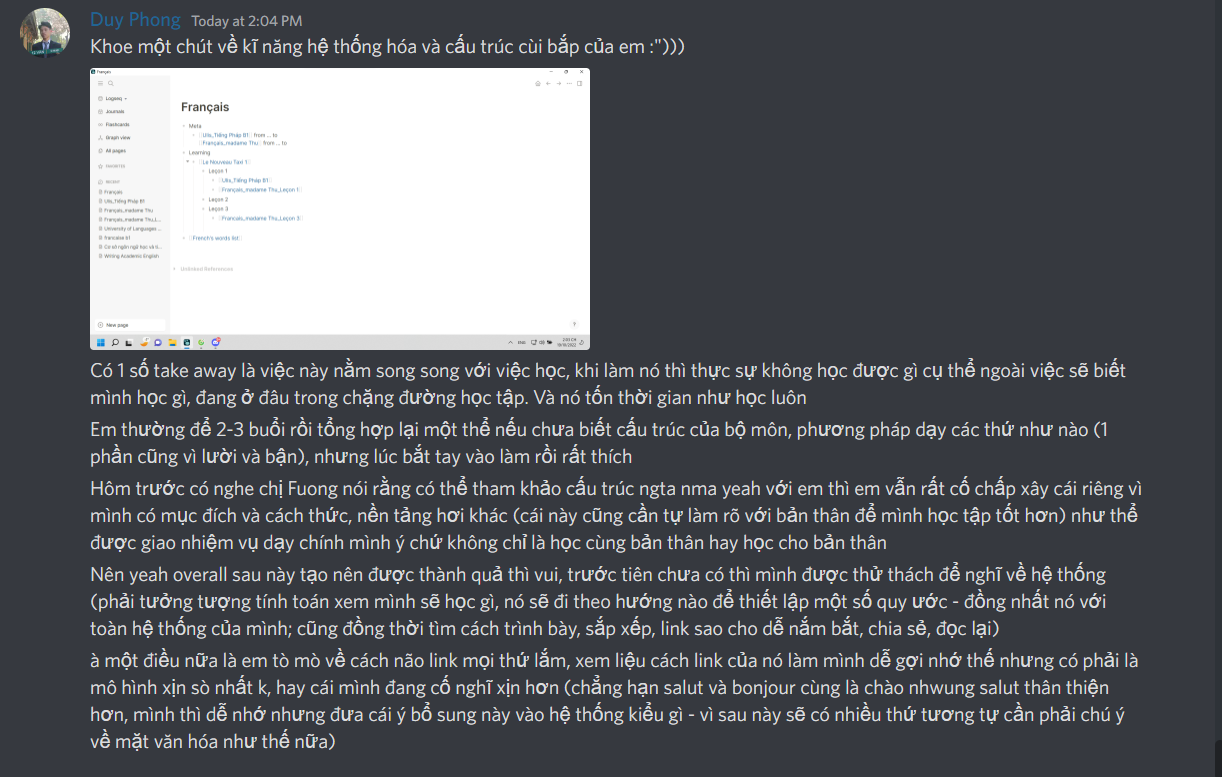 Duy Phong Today at 2:04 PM
Khoe một chút về kĩ năng hệ thống hóa và cấu trúc cùi bắp của em :")))
Français
Logseq
Journals
Flashcards
Graph view
All pages
FAVORITES
RECENT
Français
Ulis_Tiếng Pháp B1
Français_madame Thu
Français_madame Thu_L...
University of Languages ...
francaise b1
Cơ sở ngôn ngữ học và ti...
Writing Academic English
New page
Français
Meta
[[Ulis_Tiếng Pháp B1]] from ... to
[[Français_madame Thu]] from ... to
Learning
[[Le Nouveau Taxi 1]]
Leçon 1
[[Ulis_Tiếng Pháp B1]]
[[Français_madame Thu_Leçon 1]]
Leçon 2
Leçon 3
[[Francais_madame Thu_Leçon 3]]
[[French's words list]]
Unlinked References
ENG
Có 1 số take away là việc này nằm song song với việc học, khi làm nó thì thực sự không học được gì cụ thể ngoài việc sẽ biết
mình học gì, đang ở đâu trong chặng đường học tập. Và nó tốn thời gian như học luôn
Em thường để 2-3 buổi rồi tổng hợp lại một thể nếu chưa biết cấu trúc của bộ môn, phương pháp dạy các thứ như nào (1
phần cũng vì lười và bận), nhưng lúc bắt tay vào làm rồi rất thích
Hôm trước có nghe chị Fuong nói rằng có thể tham khảo cấu trúc ngta nma yeah với em thì em vẫn rất cố chấp xây cái riêng vì
mình có mục đích và cách thức, nền tảng hơi khác (cái này cũng cần tự làm rõ với bản thân để mình học tập tốt hơn) như thể
được giao nhiệm vụ dạy chính mình ý chứ không chỉ là học cùng bản thân hay học cho bản thân
Nên yeah overall sau này tạo nên được thành quả thì vui, trước tiên chưa có thì mình được thử thách để nghĩ về hệ thống
(phải tưởng tượng tính toán xem mình sẽ học gì, nó sẽ đi theo hướng nào để thiết lập một số quy ước - đồng nhất nó với
toàn hệ thống của mình; cũng đồng thời tìm cách trình bày, sắp xếp, link sao cho dễ nắm bắt, chia sẻ, đọc lại)
à một điều nữa là em tò mò về cách não link mọi thứ lắm, xem liệu cách link của nó làm mình dễ gợi nhớ thế nhưng có phải là
mô hình xịn sò nhất k, hay cái mình đang cố nghĩ xịn hơn (chẳng hạn salut và bonjour cùng là chào nhwung salut thân thiện
hơn, mình thì dễ nhớ nhưng đưa cái ý bổ sung này vào hệ thống kiểu gì - vì sau này sẽ có nhiều thứ tương tự cần phải chú ý
về mặt văn hóa như thế nữa)